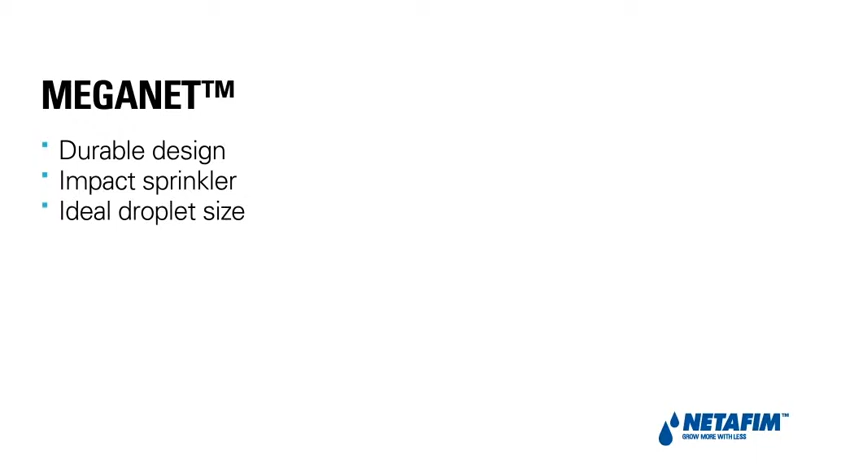 MEGANET™
Durable design
Impact sprinkler
Ideal droplet size
NETAFIM™
GROW MORE WITH LESS